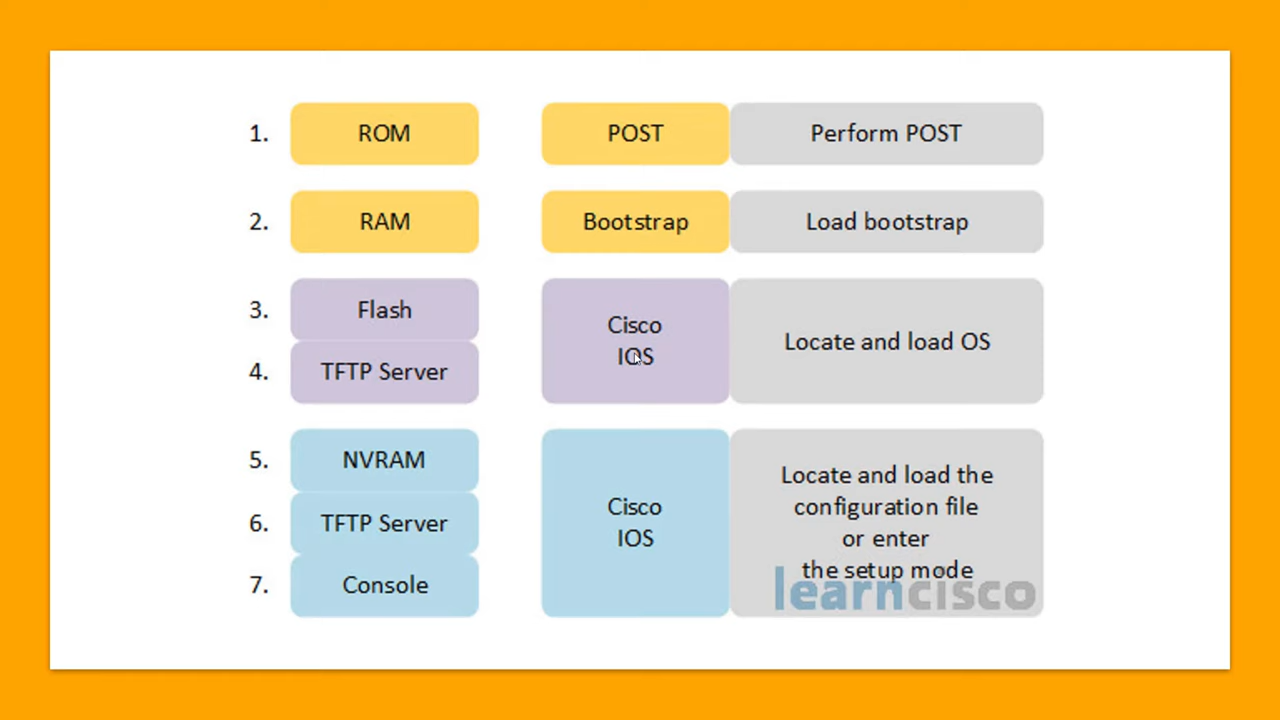 1. ROM POST Perform POST
2. RAM Bootstrap Load bootstrap
3. Flash
Cisco
IOS
Locate and load OS
4. TFTP Server
5. NVRAM
6. TFTP Server
7. Console
Cisco
IOS
Locate and load the
configuration file
or enter
the setup mode
learncisco